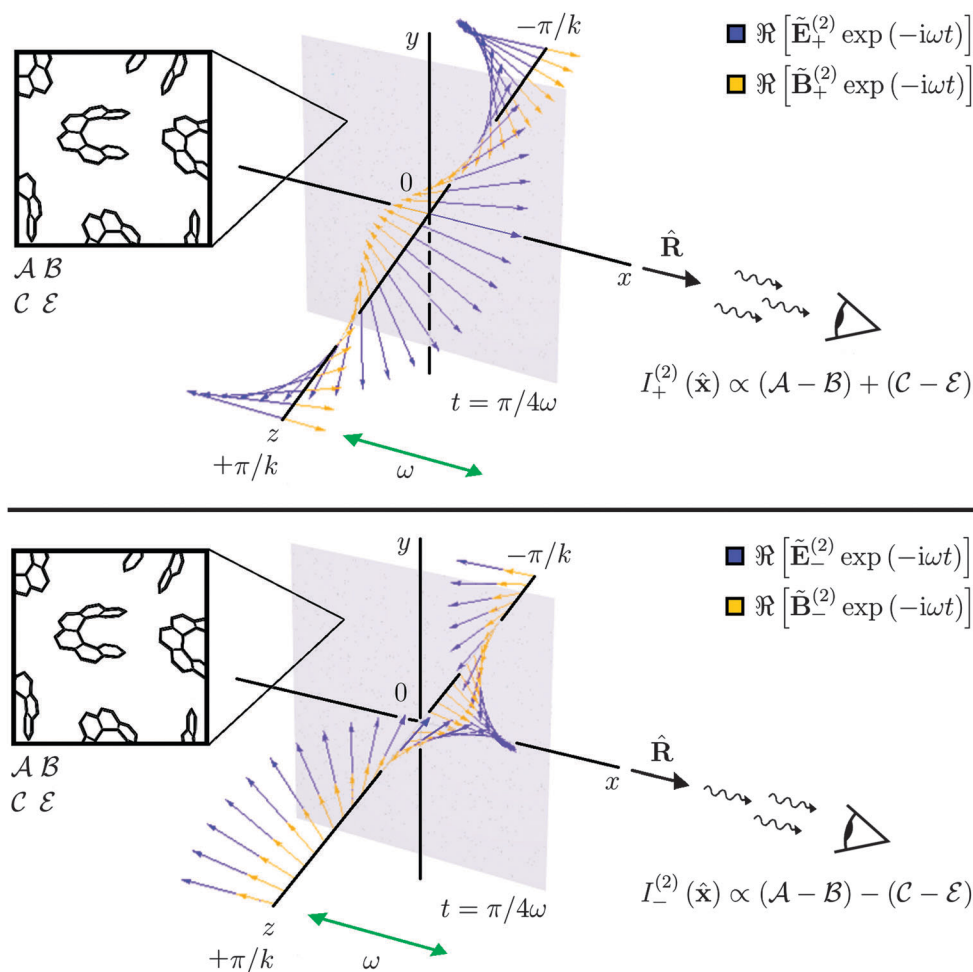 y
−π/k
ℜ [Ẽ₊⁽²⁾ exp (−iωt)]
ℜ [B̃₊⁽²⁾ exp (−iωt)]
0
R̂
x
𝒜 ℬ
𝒞 ℰ
I₊⁽²⁾ (x̂) ∝ (𝒜 − ℬ) + (𝒞 − ℰ)
t = π/4ω
z
+π/k
ω
y
−π/k
ℜ [Ẽ₋⁽²⁾ exp (−iωt)]
ℜ [B̃₋⁽²⁾ exp (−iωt)]
0
R̂
x
𝒜 ℬ
𝒞 ℰ
I₋⁽²⁾ (x̂) ∝ (𝒜 − ℬ) − (𝒞 − ℰ)
t = π/4ω
z
+π/k
ω